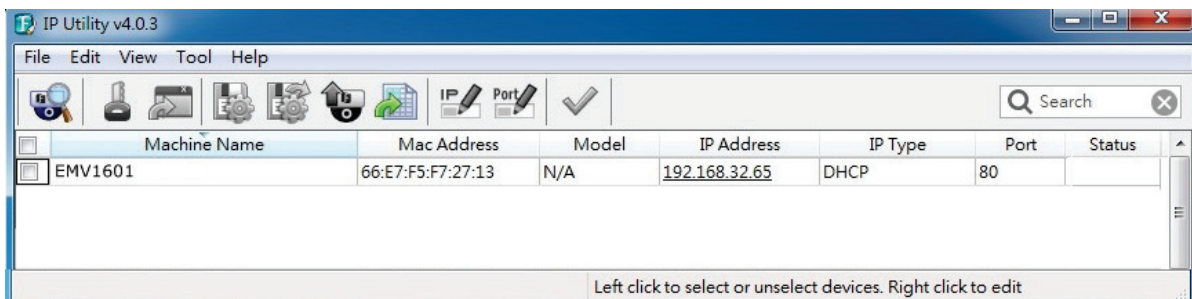 IP Utility v4.0.3
File Edit View Tool Help
IP Port Search
Machine Name Mac Address Model IP Address IP Type Port Status
EMV1601 66:E7:F5:F7:27:13 N/A 192.168.32.65 DHCP 80
Left click to select or unselect devices. Right click to edit